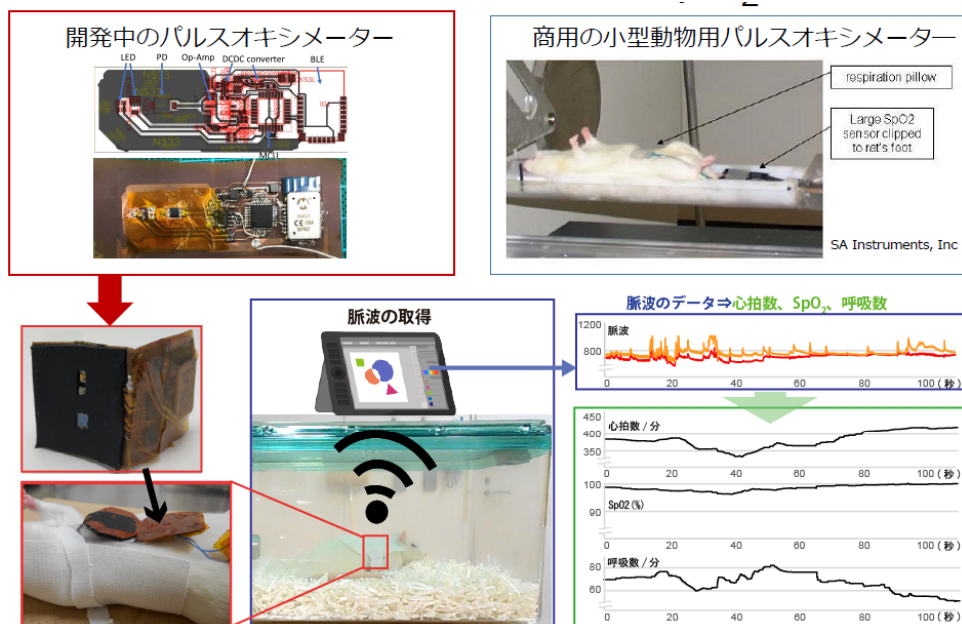 開発中のパルスオキシメーター
LED PD Op-Amp DCDC converter BLE
N$33
N$33
N$33
MCU
商用の小型動物用パルスオキシメーター
respiration pillow
Large SpO2
sensor clipped
to rat's foot
SA Instruments, Inc
脈波の取得
脈波のデータ⇒心拍数、SpO2、呼吸数
1200
脈波
800
0 20 40 60 80 100 (秒)
450
心拍数 / 分
400
350
0 20 40 60 80 100 (秒)
100
90
SpO2 (%)
0 20 40 60 80 100 (秒)
呼吸数 / 分
80
60
0 20 40 60 80 100 (秒)